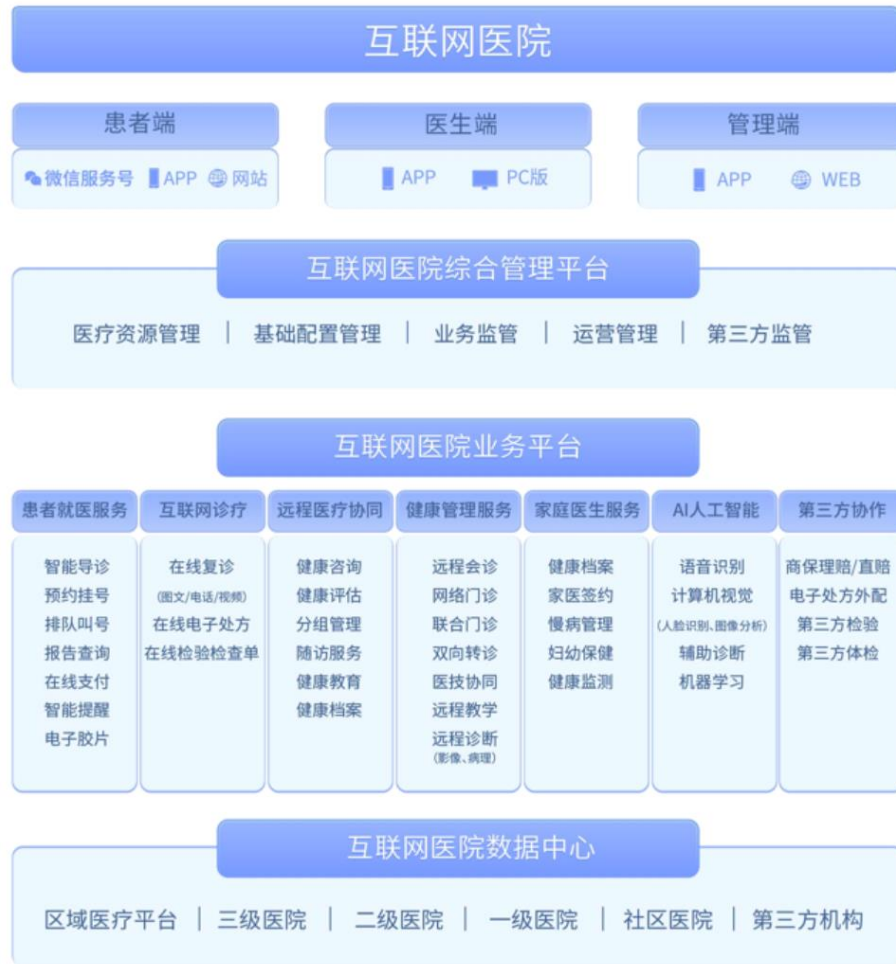 互联网医院
患者端
微信服务号 APP 网站
医生端
APP PC版
管理端
APP WEB
互联网医院综合管理平台
医疗资源管理 | 基础配置管理 | 业务监管 | 运营管理 | 第三方监管
互联网医院业务平台
患者就医服务
智能导诊
预约挂号
排队叫号
报告查询
在线支付
智能提醒
电子胶片
互联网诊疗
在线复诊
(图文/电话/视频)
在线电子处方
在线检验检查单
远程医疗协同
健康咨询
健康评估
分组管理
随访服务
健康教育
健康档案
健康管理服务
远程会诊
网络门诊
联合门诊
双向转诊
医技协同
远程教学
远程诊断
(影像、病理)
家庭医生服务
健康档案
家医签约
慢病管理
妇幼保健
健康监测
AI人工智能
语音识别
计算机视觉
(人脸识别、图像分析)
辅助诊断
机器学习
第三方协作
商保理赔/直赔
电子处方外配
第三方检验
第三方体检
互联网医院数据中心
区域医疗平台 | 三级医院 | 二级医院 | 一级医院 | 社区医院 | 第三方机构